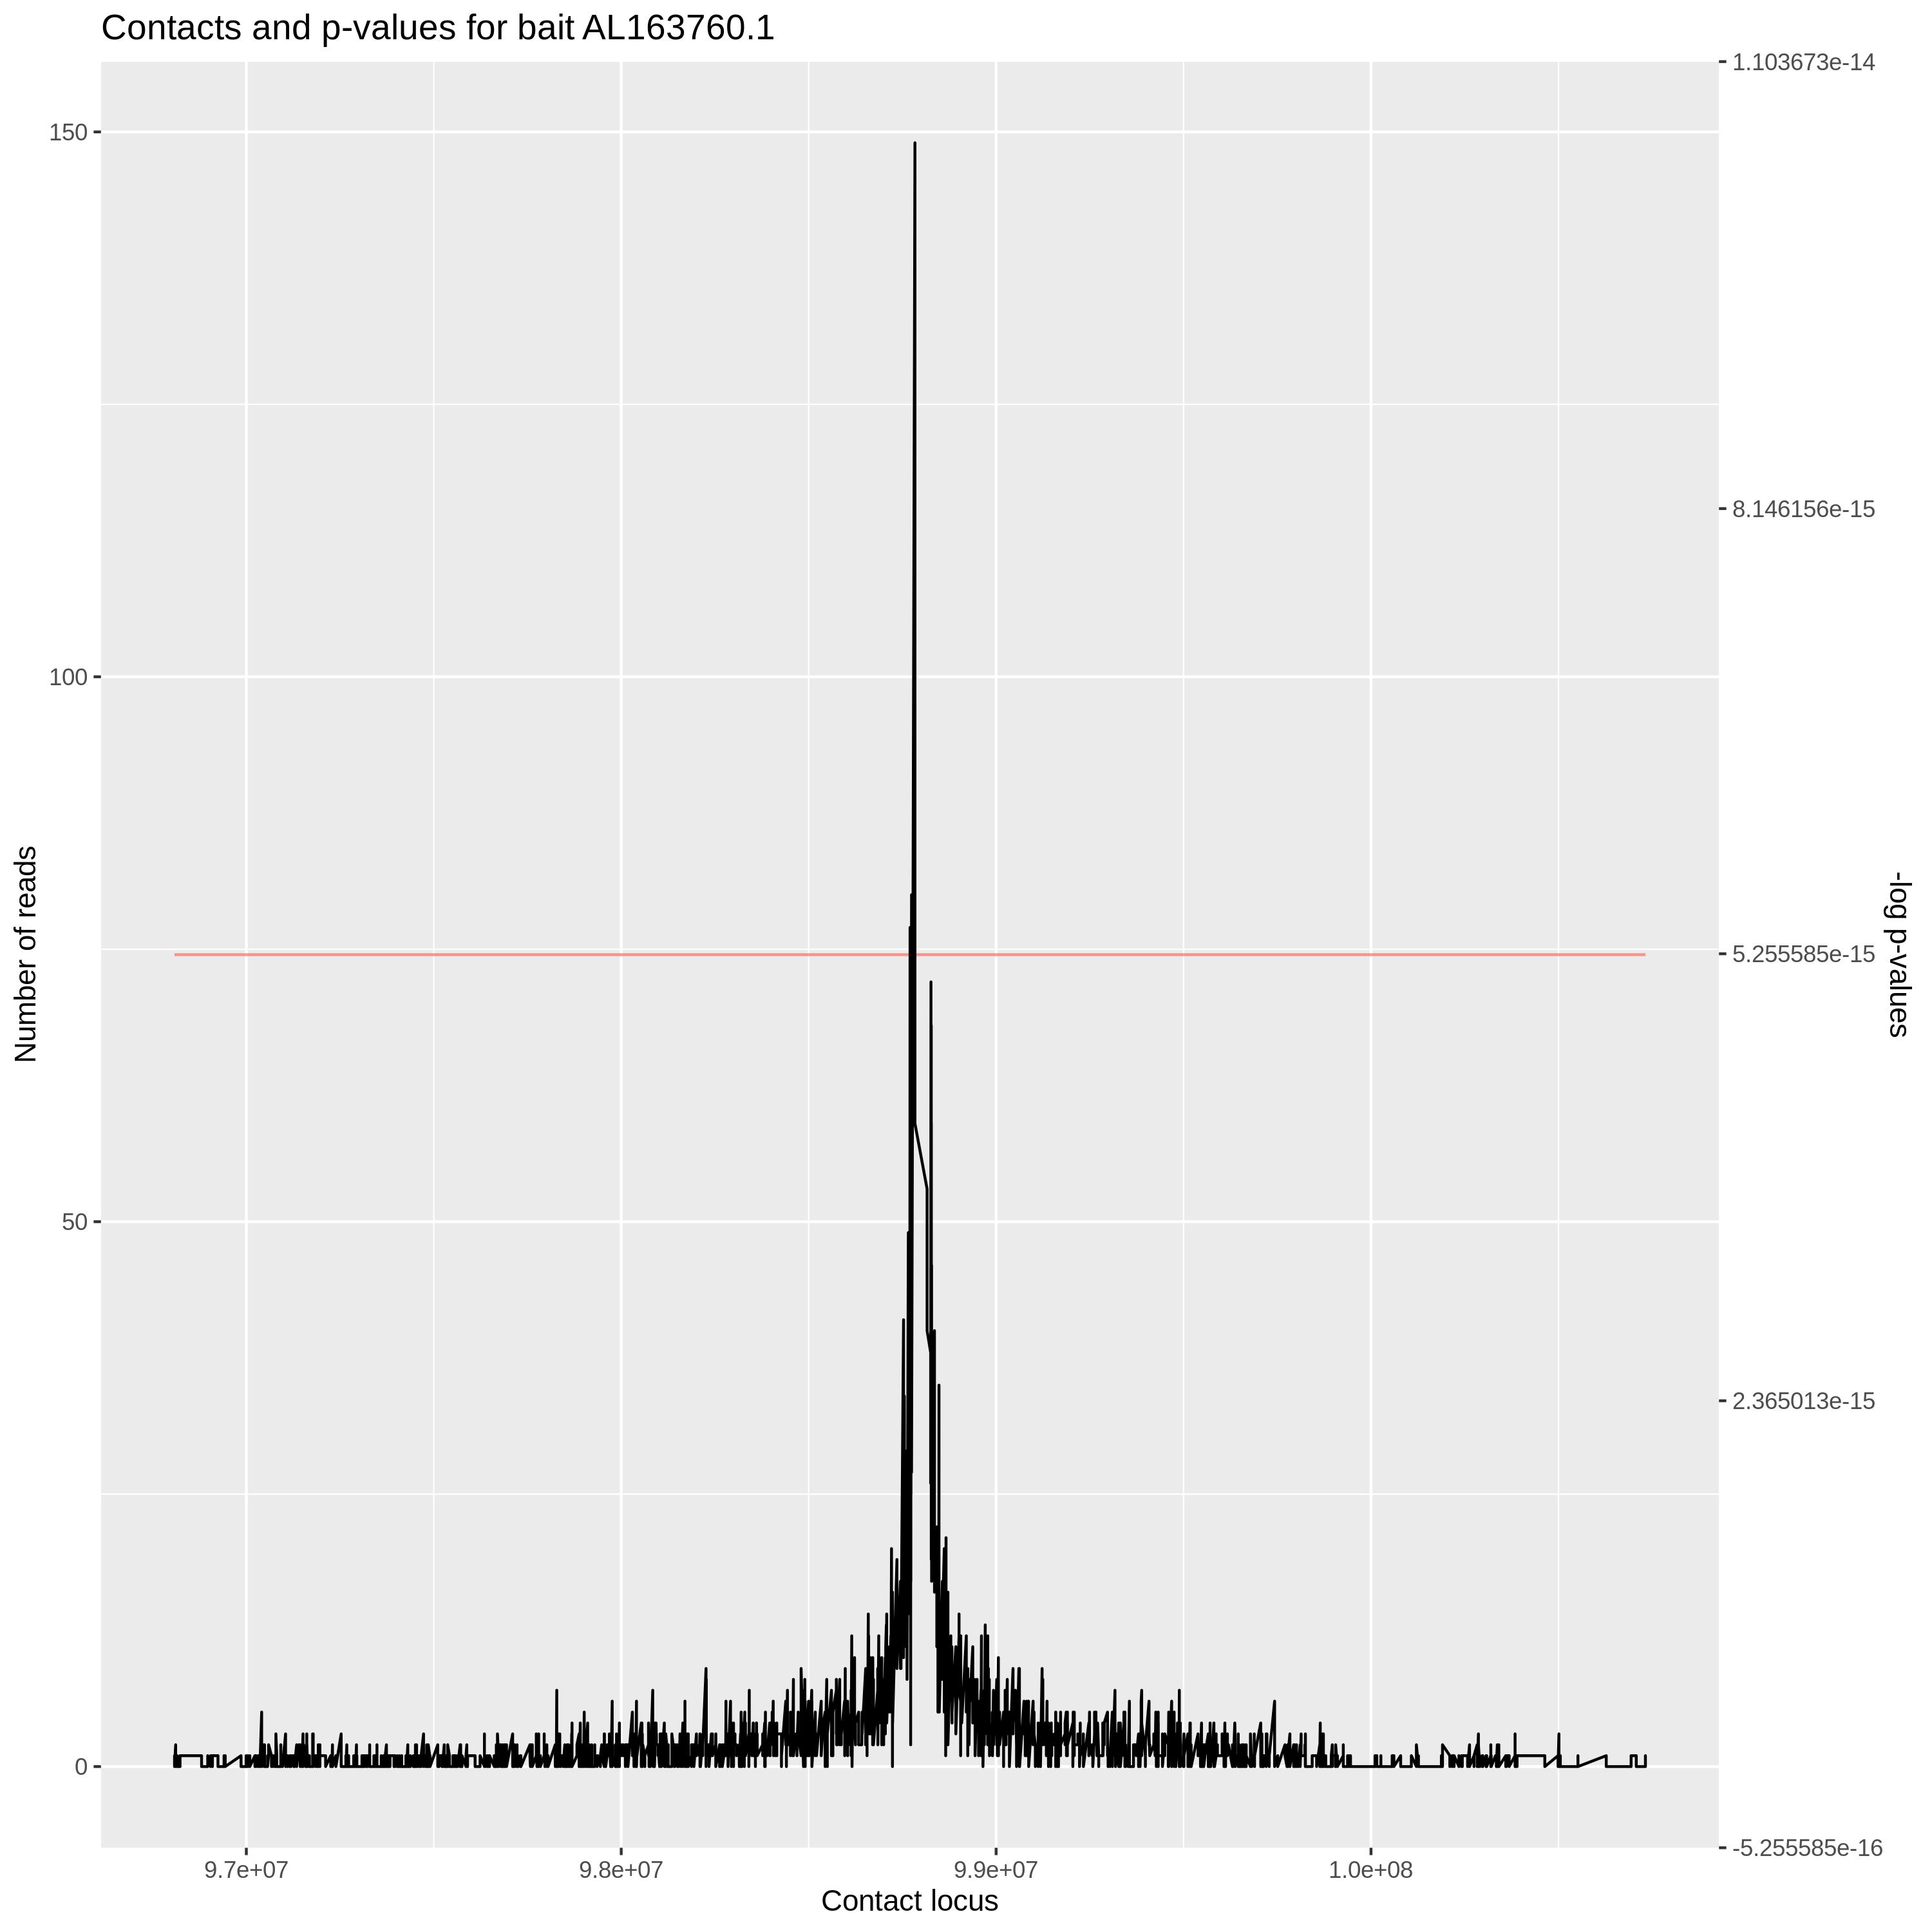 Contacts and p-values for bait AL163760.1
150
100
50
0
Number of reads
1.103673e-14
8.146156e-15
5.255585e-15
2.365013e-15
-5.255585e-16
-log p-values
9.7e+07
9.8e+07
9.9e+07
1.0e+08
Contact locus